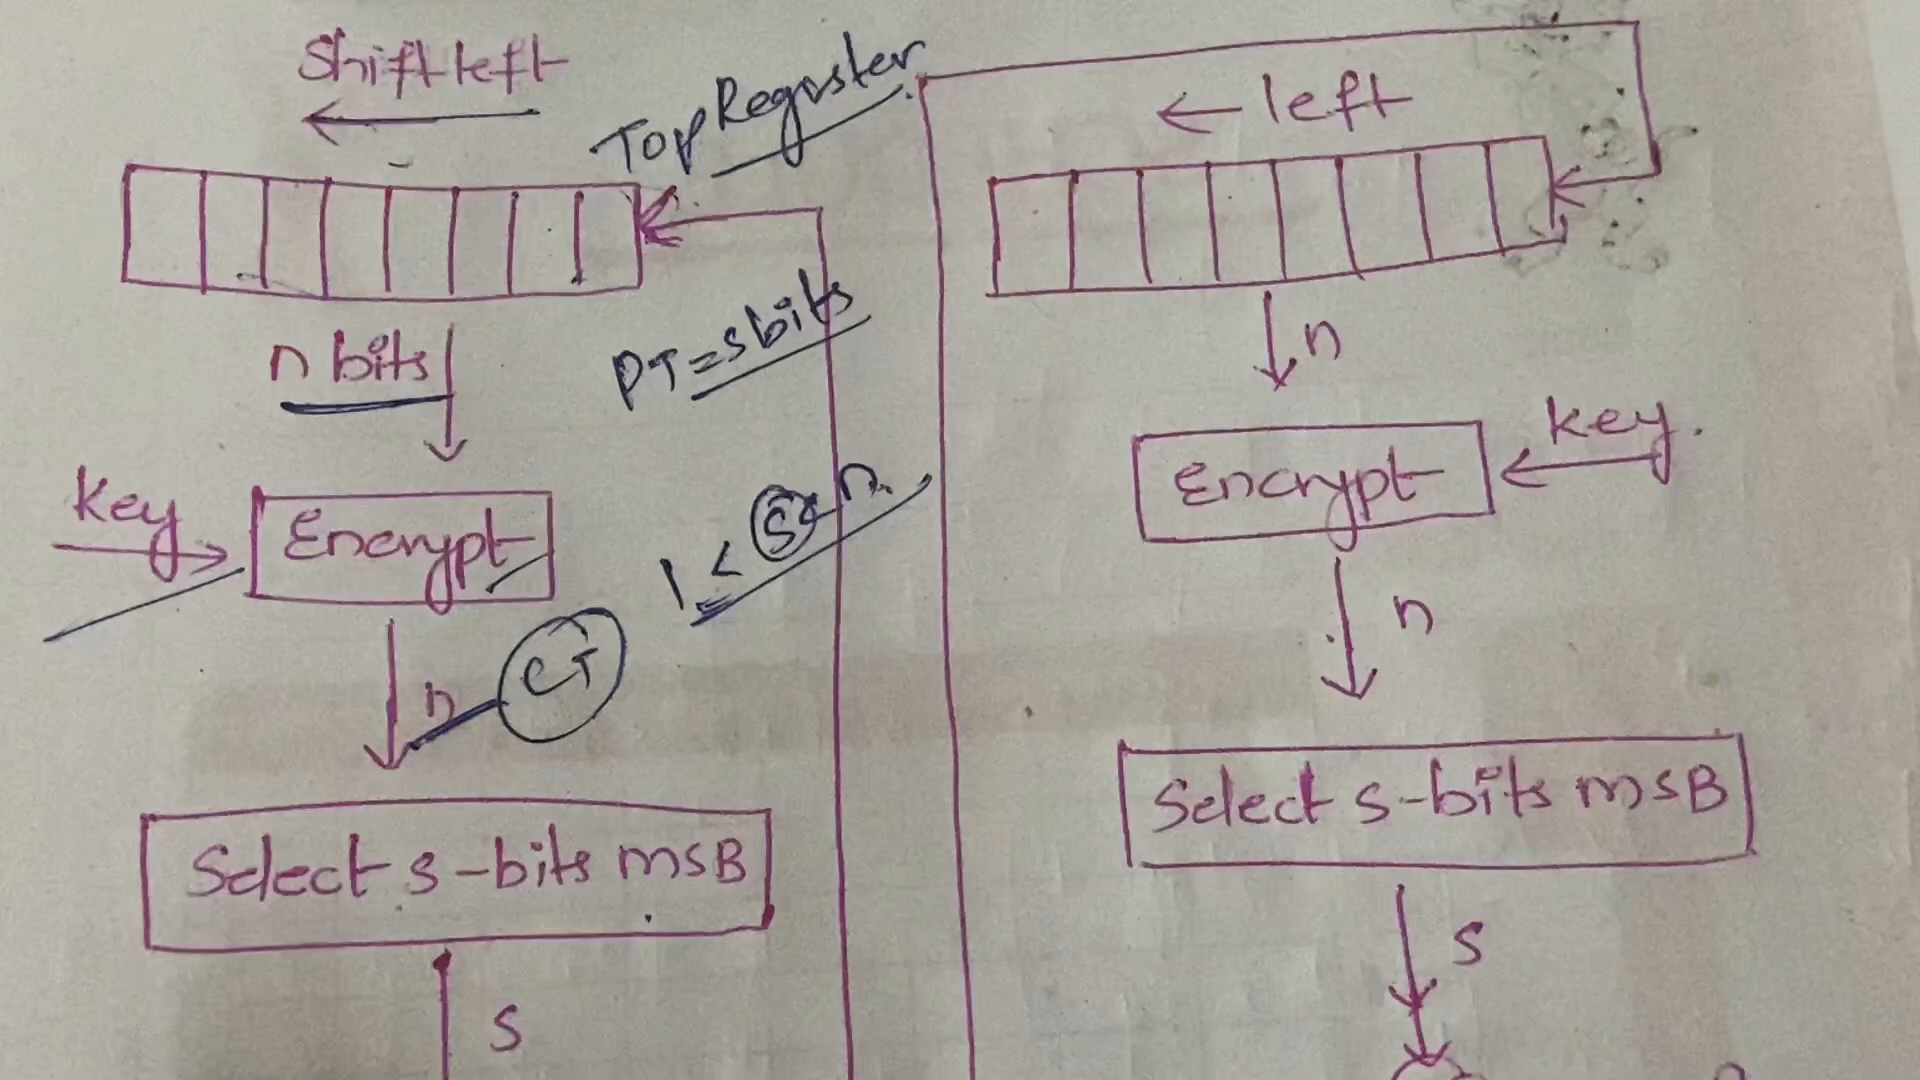 Shift left
Top Register
n bits
PT = s bits
Key
Encrypt
1 < s < n.
n
CT
Select s-bits MSB
s
← left
n
Encrypt
key.
n
Select s-bits MSB
s